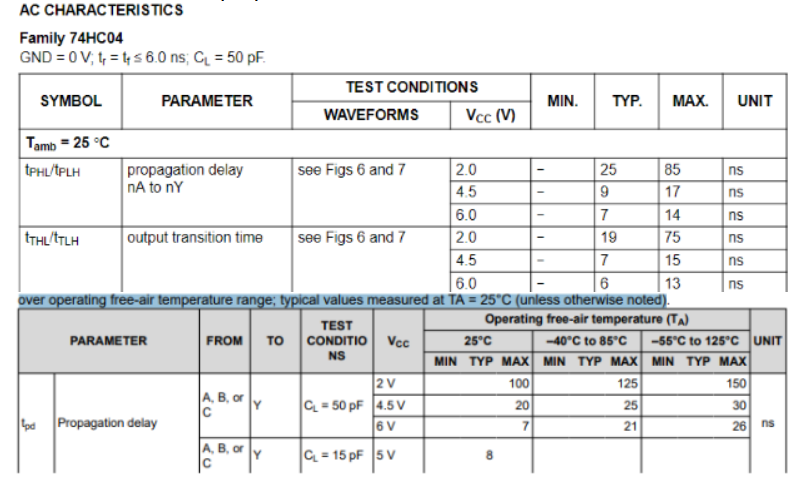 AC CHARACTERISTICS
Family 74HC04
GND = 0 V; tr = tf ≤ 6.0 ns; CL = 50 pF.
SYMBOL PARAMETER TEST CONDITIONS MIN. TYP. MAX. UNIT
WAVEFORMS VCC (V)
Tamb = 25 °C
tPHL/tPLH propagation delay see Figs 6 and 7 2.0 – 25 85 ns
nA to nY 4.5 – 9 17 ns
6.0 – 7 14 ns
tTHL/tTLH output transition time see Figs 6 and 7 2.0 – 19 75 ns
4.5 – 7 15 ns
6.0 – 6 13 ns
over operating free-air temperature range; typical values measured at TA = 25°C (unless otherwise noted).
PARAMETER FROM TO TEST CONDITIO NS VCC Operating free-air temperature (TA) UNIT
25°C –40°C to 85°C –55°C to 125°C
MIN TYP MAX MIN TYP MAX MIN TYP MAX
tpd Propagation delay A, B, or C Y CL = 50 pF 2 V 100 125 150 ns
4.5 V 20 25 30
6 V 7 21 26
A, B, or C Y CL = 15 pF 5 V 8